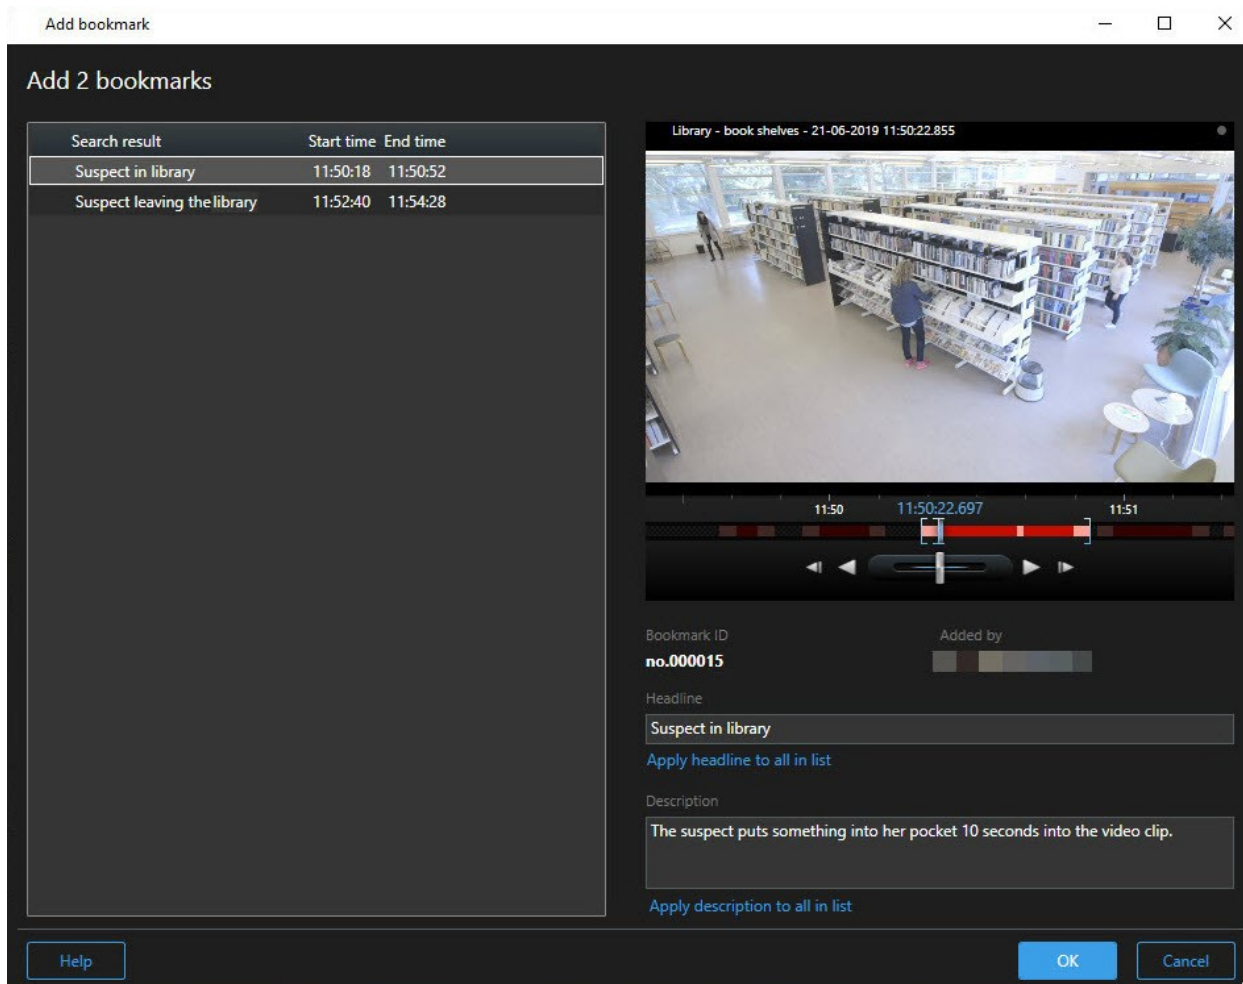 Add bookmark
Add 2 bookmarks
Search result Start time End time
Suspect in library 11:50:18 11:50:52
Suspect leaving the library 11:52:40 11:54:28
Library - book shelves - 21-06-2019 11:50:22.855
11:50 11:50:22.697 11:51
Bookmark ID Added by
no.000015
Headline
Suspect in library
Apply headline to all in list
Description
The suspect puts something into her pocket 10 seconds into the video clip.
Apply description to all in list
Help OK Cancel